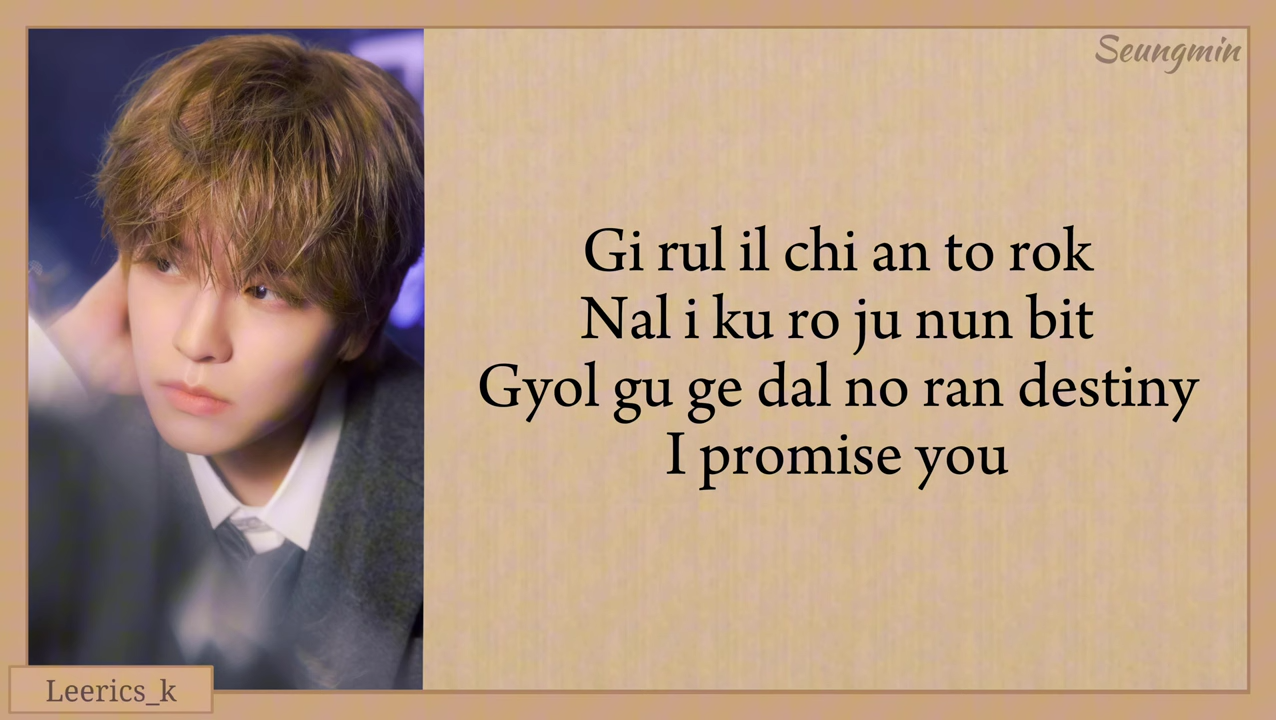 Seungmin
Gi rul il chi an to rok
Nal i ku ro ju nun bit
Gyol gu ge dal no ran destiny
I promise you
Leerics_k